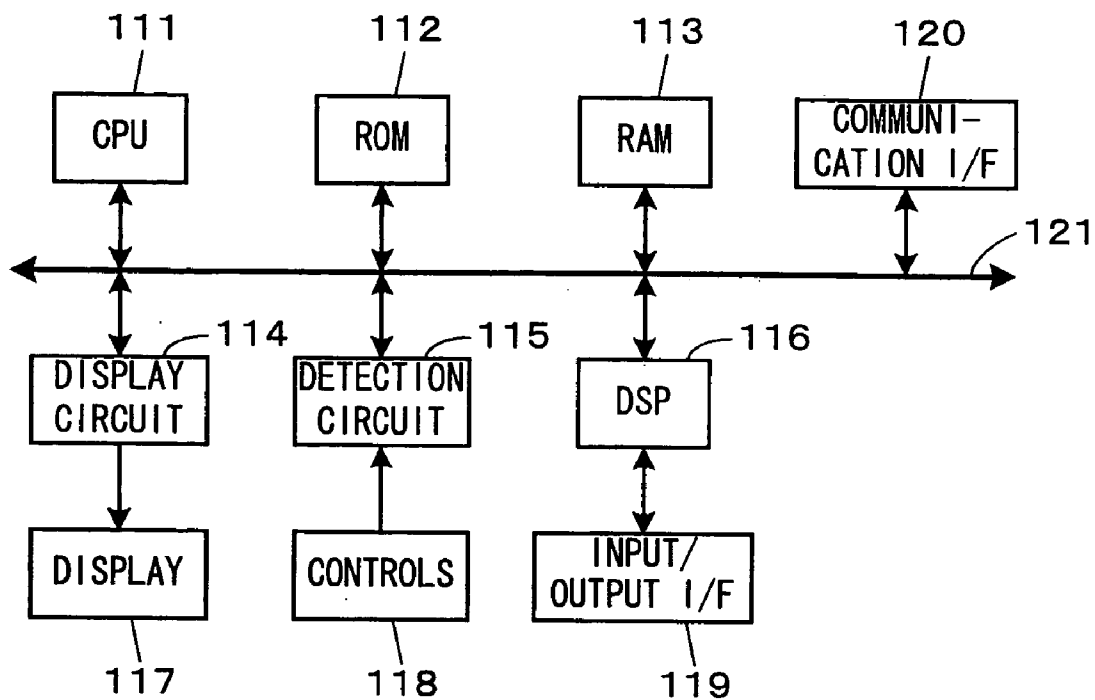 111
112
113
120
CPU
ROM
RAM
COMMUNI-
CATION I/F
121
114
115
116
DISPLAY
CIRCUIT
DETECTION
CIRCUIT
DSP
DISPLAY
CONTROLS
INPUT/
OUTPUT I/F
117
118
119